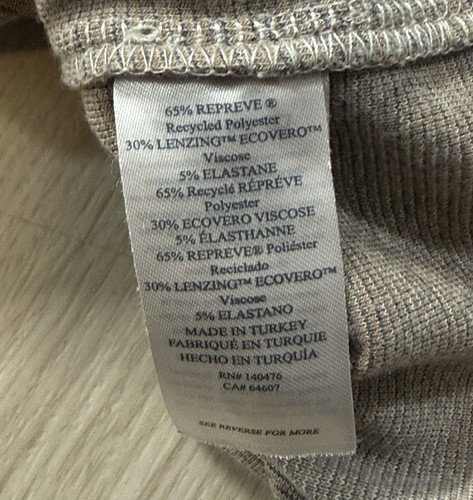 65% REPREVE ®
Recycled Polyester
30% LENZING™ ECOVERO™
Viscose
5% ELASTANE
65% Recyclé RÉPRÉVE
Polyester
30% ECOVERO VISCOSE
5% ÉLASTHANNE
65% REPREVE® Poliéster
Reciclado
30% LENZING™ ECOVERO™
Viscose
5% ELASTANO
MADE IN TURKEY
FABRIQUÉ EN TURQUIE
HECHO EN TURQUÍA
RN# 140476
CA# 64607
SEE REVERSE FOR MORE